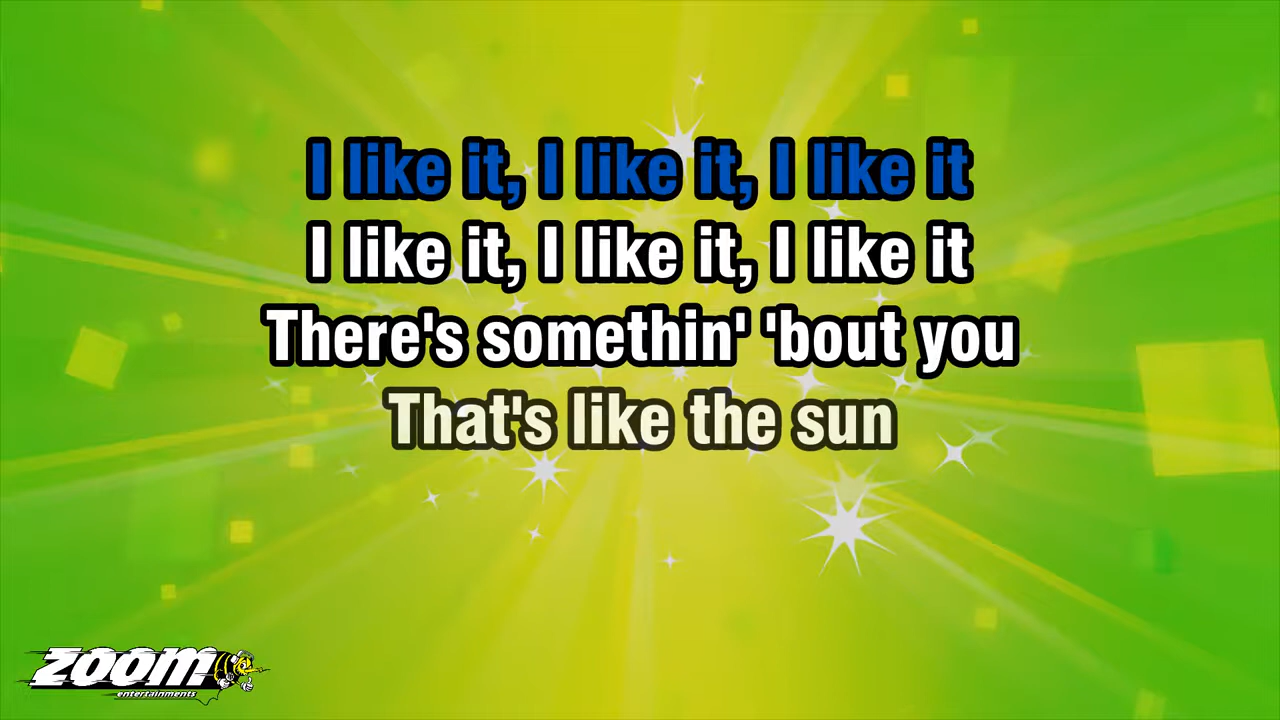 I like it, I like it, I like it
I like it, I like it, I like it
There's somethin' 'bout you
That's like the sun
ZOOM
entertainments